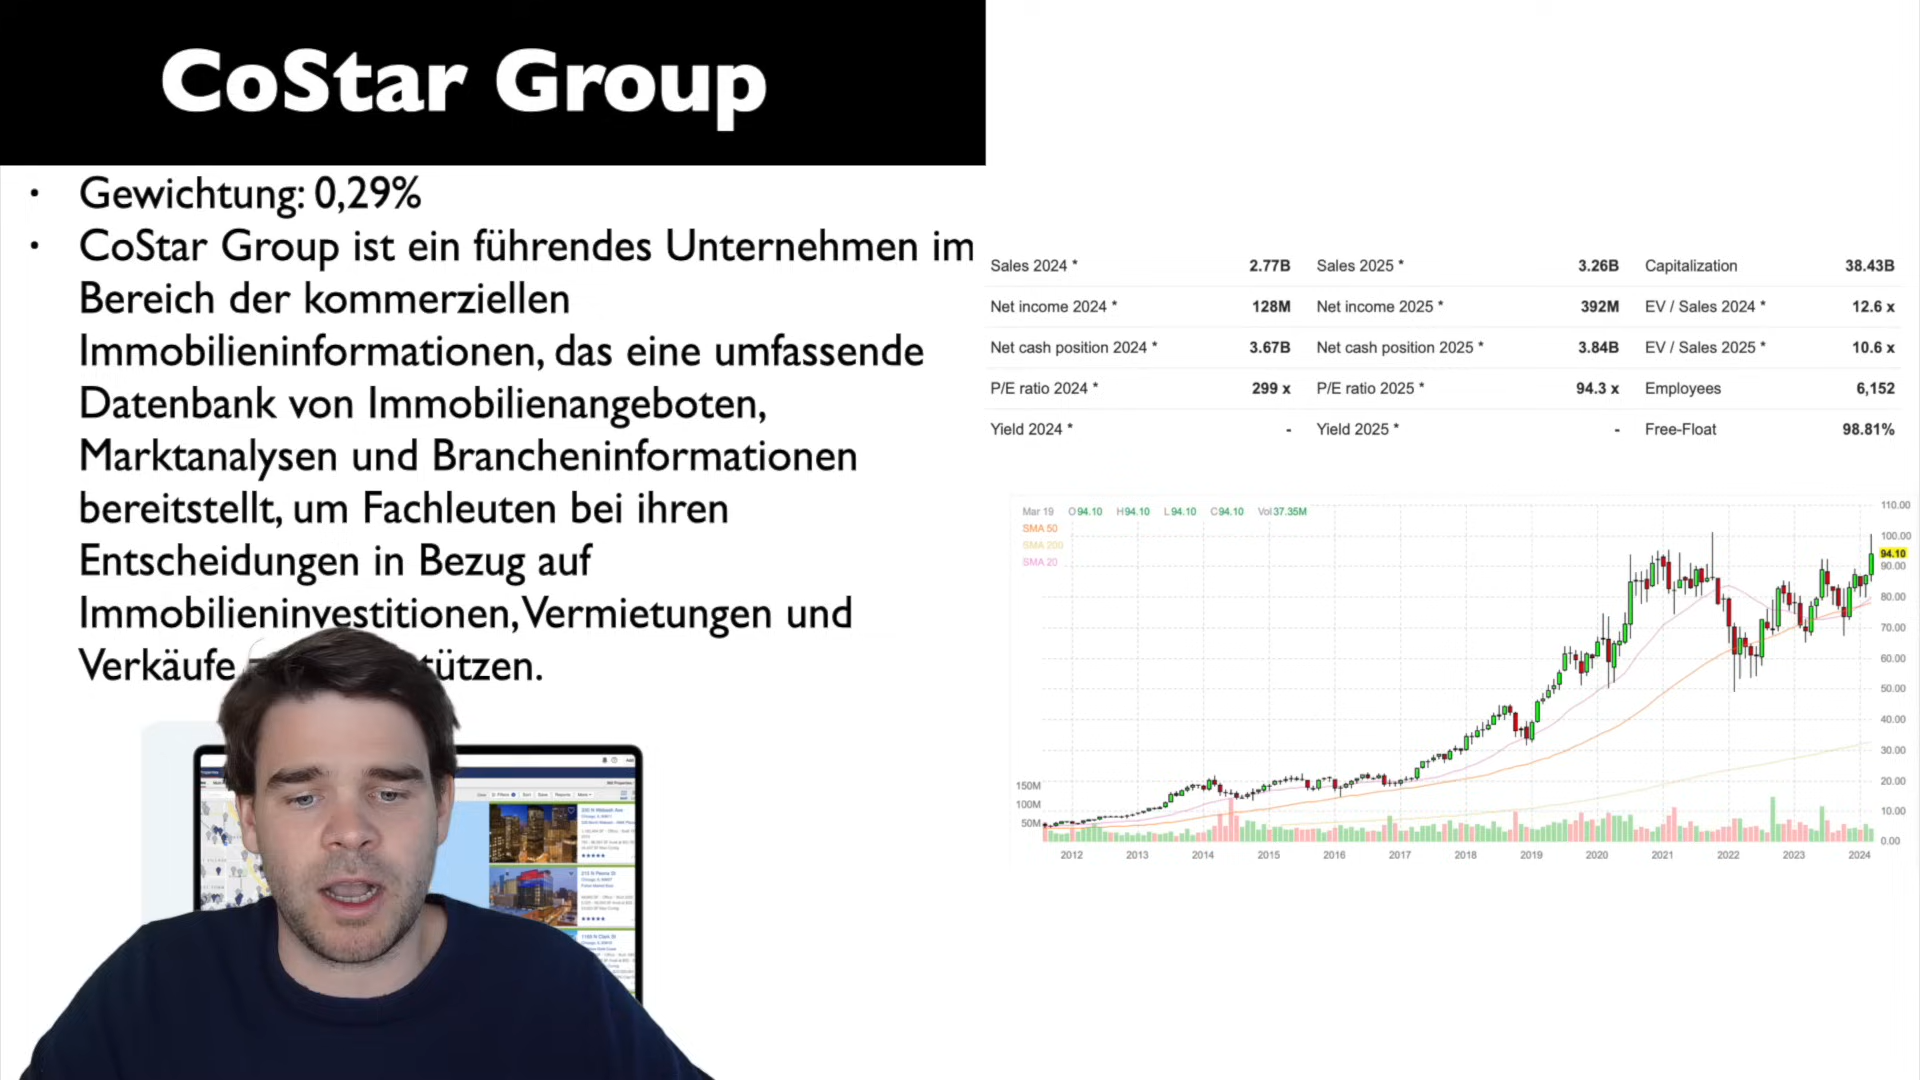 CoStar Group
• Gewichtung: 0,29%
• CoStar Group ist ein führendes Unternehmen im
Bereich der kommerziellen
Immobilieninformationen, das eine umfassende
Datenbank von Immobilienangeboten,
Marktanalysen und Brancheninformationen
bereitstellt, um Fachleuten bei ihren
Entscheidungen in Bezug auf
Immobilieninvestitionen, Vermietungen und
Verkäufe tützen.
Sales 2024 * 2.77B Sales 2025 * 3.26B Capitalization 38.43B
Net income 2024 * 128M Net income 2025 * 392M EV / Sales 2024 * 12.6 x
Net cash position 2024 * 3.67B Net cash position 2025 * 3.84B EV / Sales 2025 * 10.6 x
P/E ratio 2024 * 299 x P/E ratio 2025 * 94.3 x Employees 6,152
Yield 2024 * - Yield 2025 * - Free-Float 98.81%
Mar 19 O94.10 H94.10 L94.10 C94.10 Vol37.35M
SMA 50
SMA 200
SMA 20
110.00
100.00
94.10
90.00
80.00
70.00
60.00
50.00
40.00
30.00
20.00
10.00
0.00
150M
100M
50M
2012 2013 2014 2015 2016 2017 2018 2019 2020 2021 2022 2023 2024